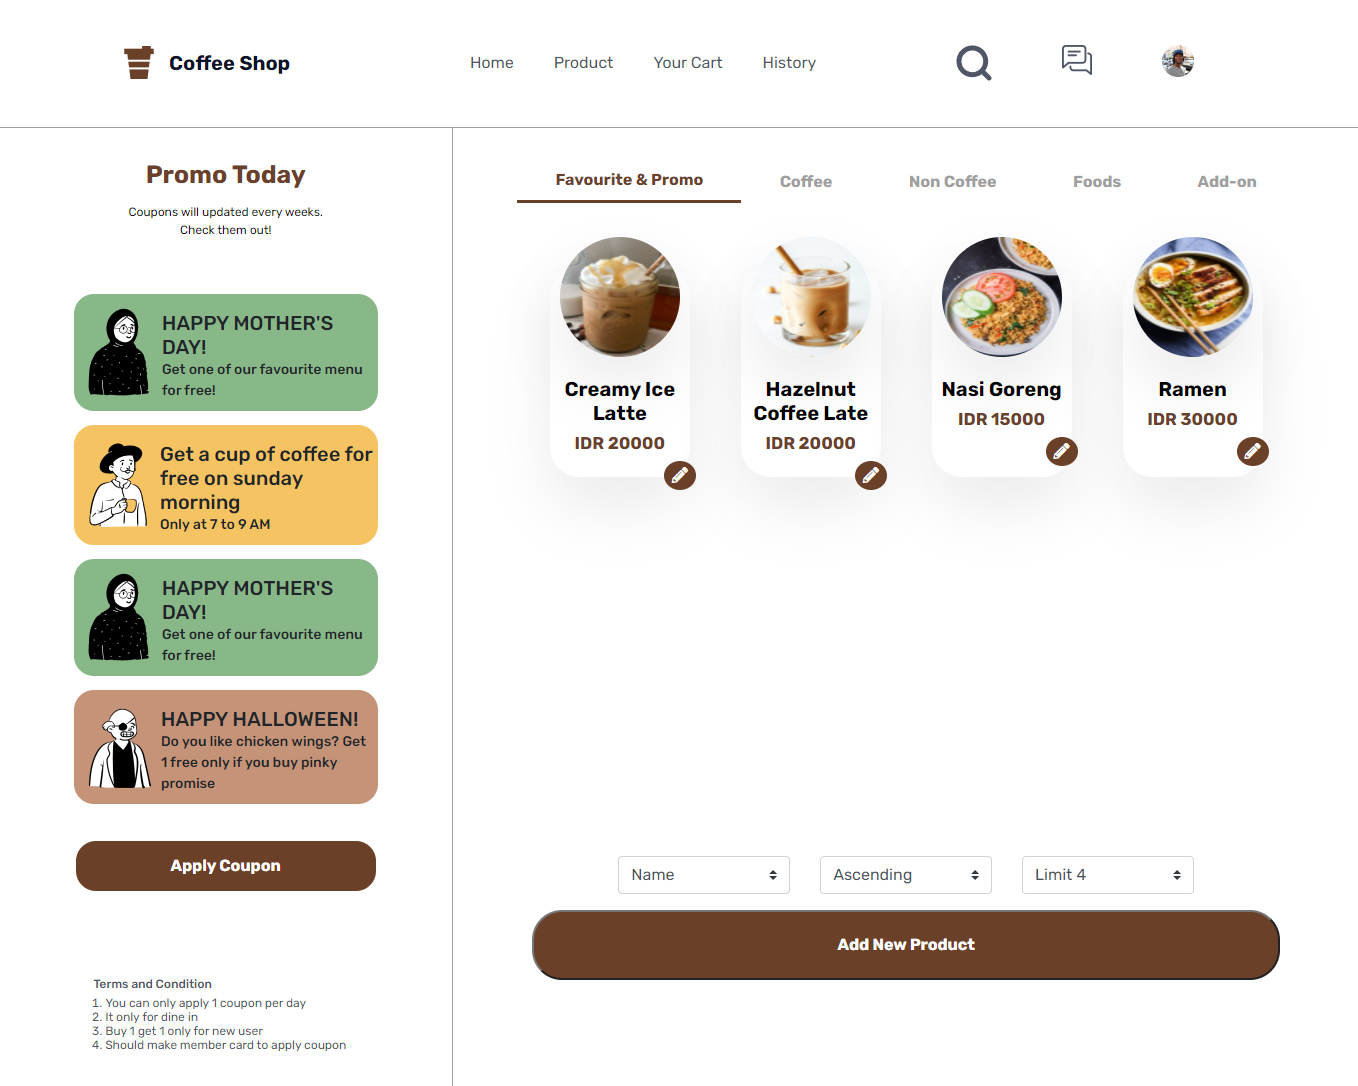 Coffee Shop
Home
Product
Your Cart
History
Promo Today
Coupons will updated every weeks.
Check them out!
HAPPY MOTHER'S
DAY!
Get one of our favourite menu
for free!
Get a cup of coffee for
free on sunday
morning
Only at 7 to 9 AM
HAPPY MOTHER'S
DAY!
Get one of our favourite menu
for free!
HAPPY HALLOWEEN!
Do you like chicken wings? Get
1 free only if you buy pinky
promise
Apply Coupon
Terms and Condition
1. You can only apply 1 coupon per day
2. It only for dine in
3. Buy 1 get 1 only for new user
4. Should make member card to apply coupon
Favourite & Promo
Coffee
Non Coffee
Foods
Add-on
Creamy Ice
Latte
IDR 20000
Hazelnut
Coffee Late
IDR 20000
Nasi Goreng
IDR 15000
Ramen
IDR 30000
Name
Ascending
Limit 4
Add New Product